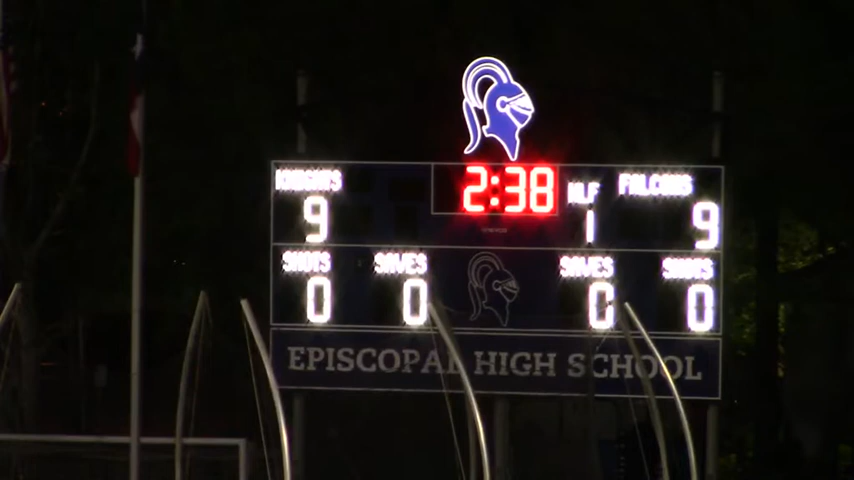 KNIGHTS 2:38 HLF FALCONS
9 1 9
SHOTS SAVES SAVES SHOTS
0 0 0 0
EPISCOPAL HIGH SCHOOL